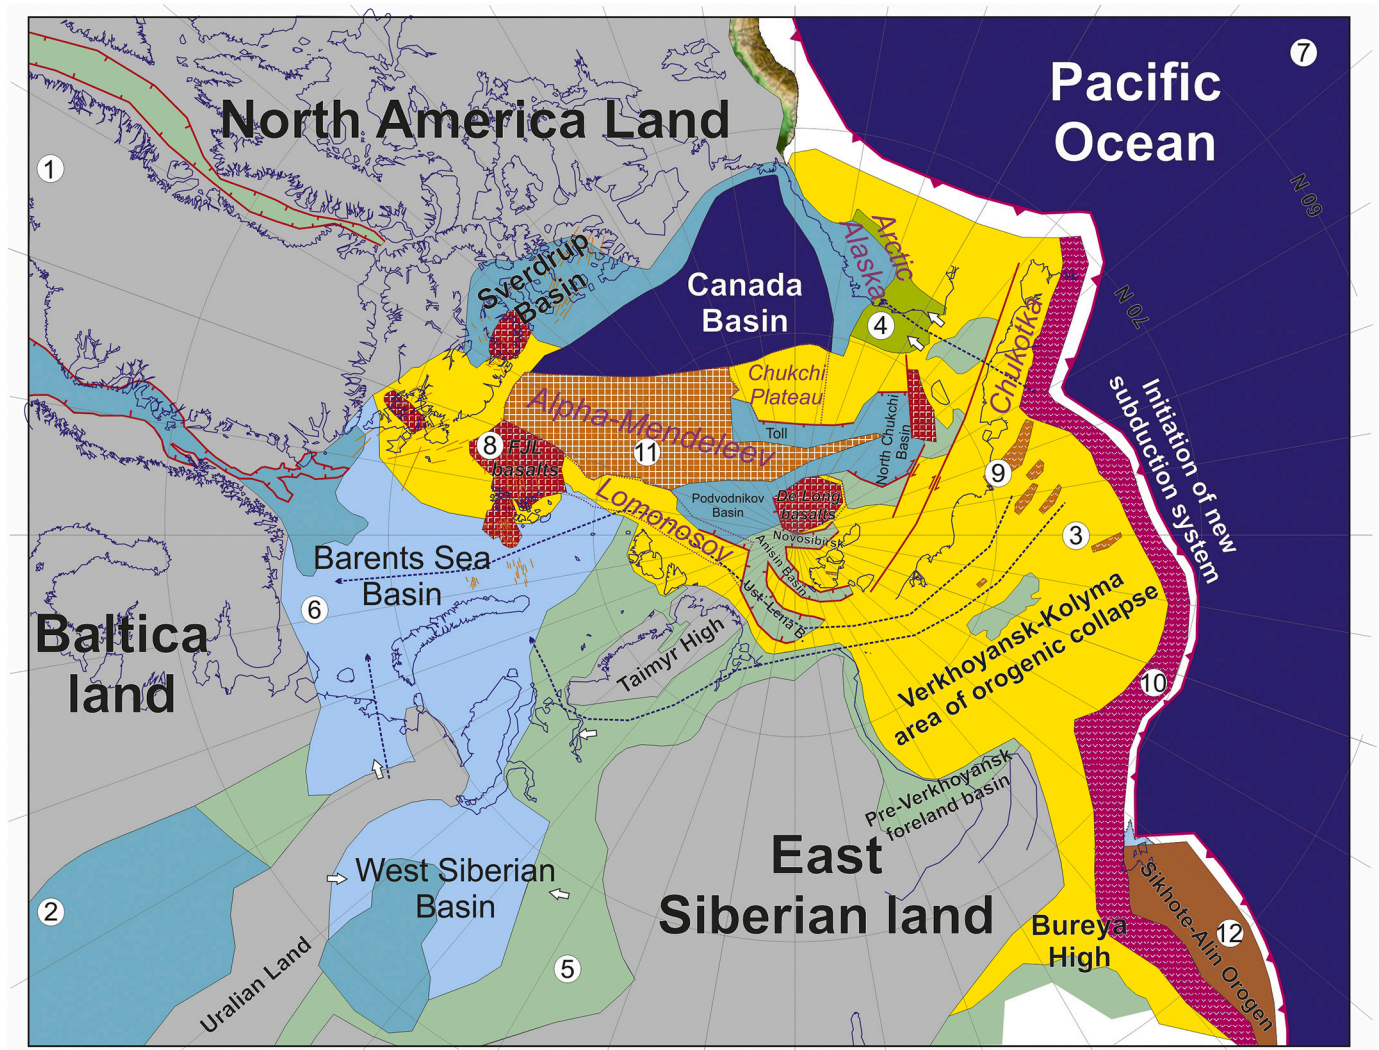 7
Pacific
Ocean
North America Land
1
60 N
Arctic
Alaska
Sverdrup
Basin
Canada
Basin
70 N
4
Chukotka
Chukchi
Plateau
Initiation of new
subduction system
Alpha-Mendeleev
Toll
North Chukchi
Basin
8
FJL
basalts
11
9
Lomonosov
Podvodnikov
Basin
De Long
basalts
Novosibirsk
Anisin Basin
3
Barents Sea
Basin
6
Ust'-Lena B.
Baltica
land
Taimyr High
Verkhoyansk-Kolyma
area of orogenic collapse
10
Pre-Verkhoyansk
foreland basin
East
Siberian land
West Siberian
Basin
2
Uralian Land
5
Bureya
High
Sikhote-Alin Orogen
12